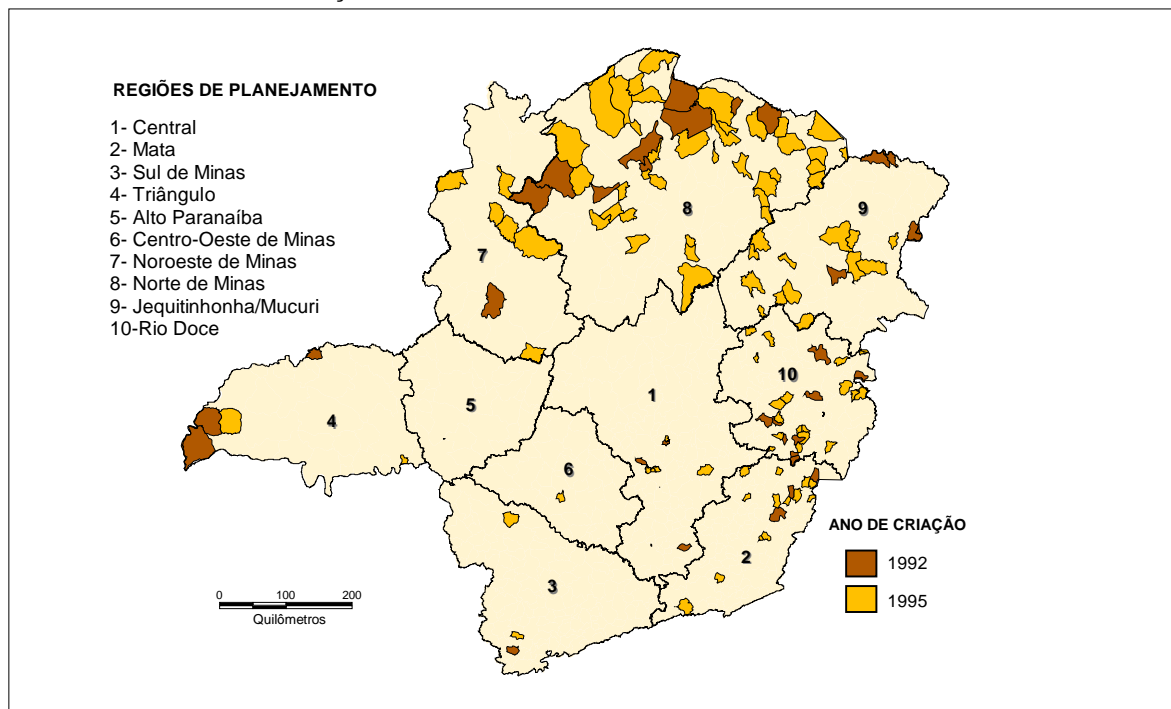 REGIÕES DE PLANEJAMENTO
1- Central
2- Mata
3- Sul de Minas
4- Triângulo
5- Alto Paranaíba
6- Centro-Oeste de Minas
7- Noroeste de Minas
8- Norte de Minas
9- Jequitinhonha/Mucuri
10-Rio Doce
8
9
7
10
1
5
4
6
2
3
ANO DE CRIAÇÃO
1992
1995
0 100 200
Quilômetros